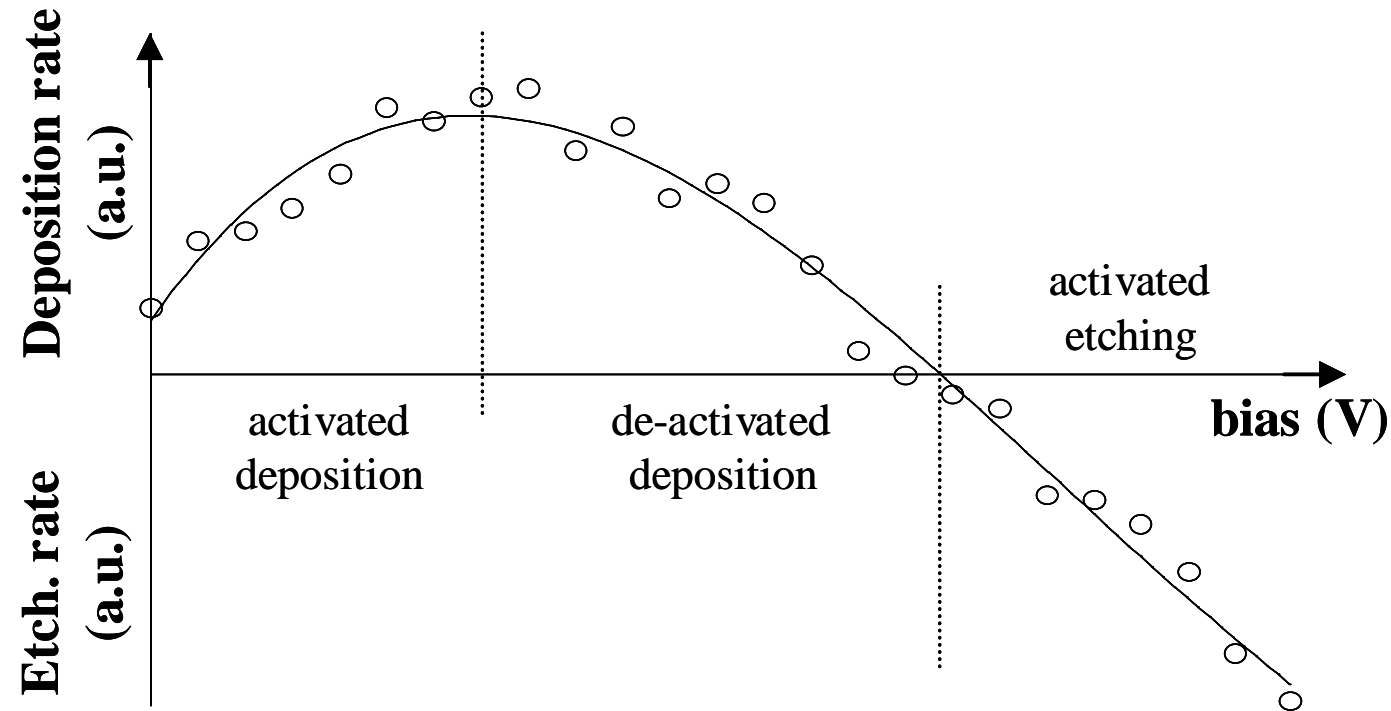 Deposition rate
(a.u.)
activated
etching
bias (V)
activated
deposition
de-activated
deposition
Etch. rate
(a.u.)